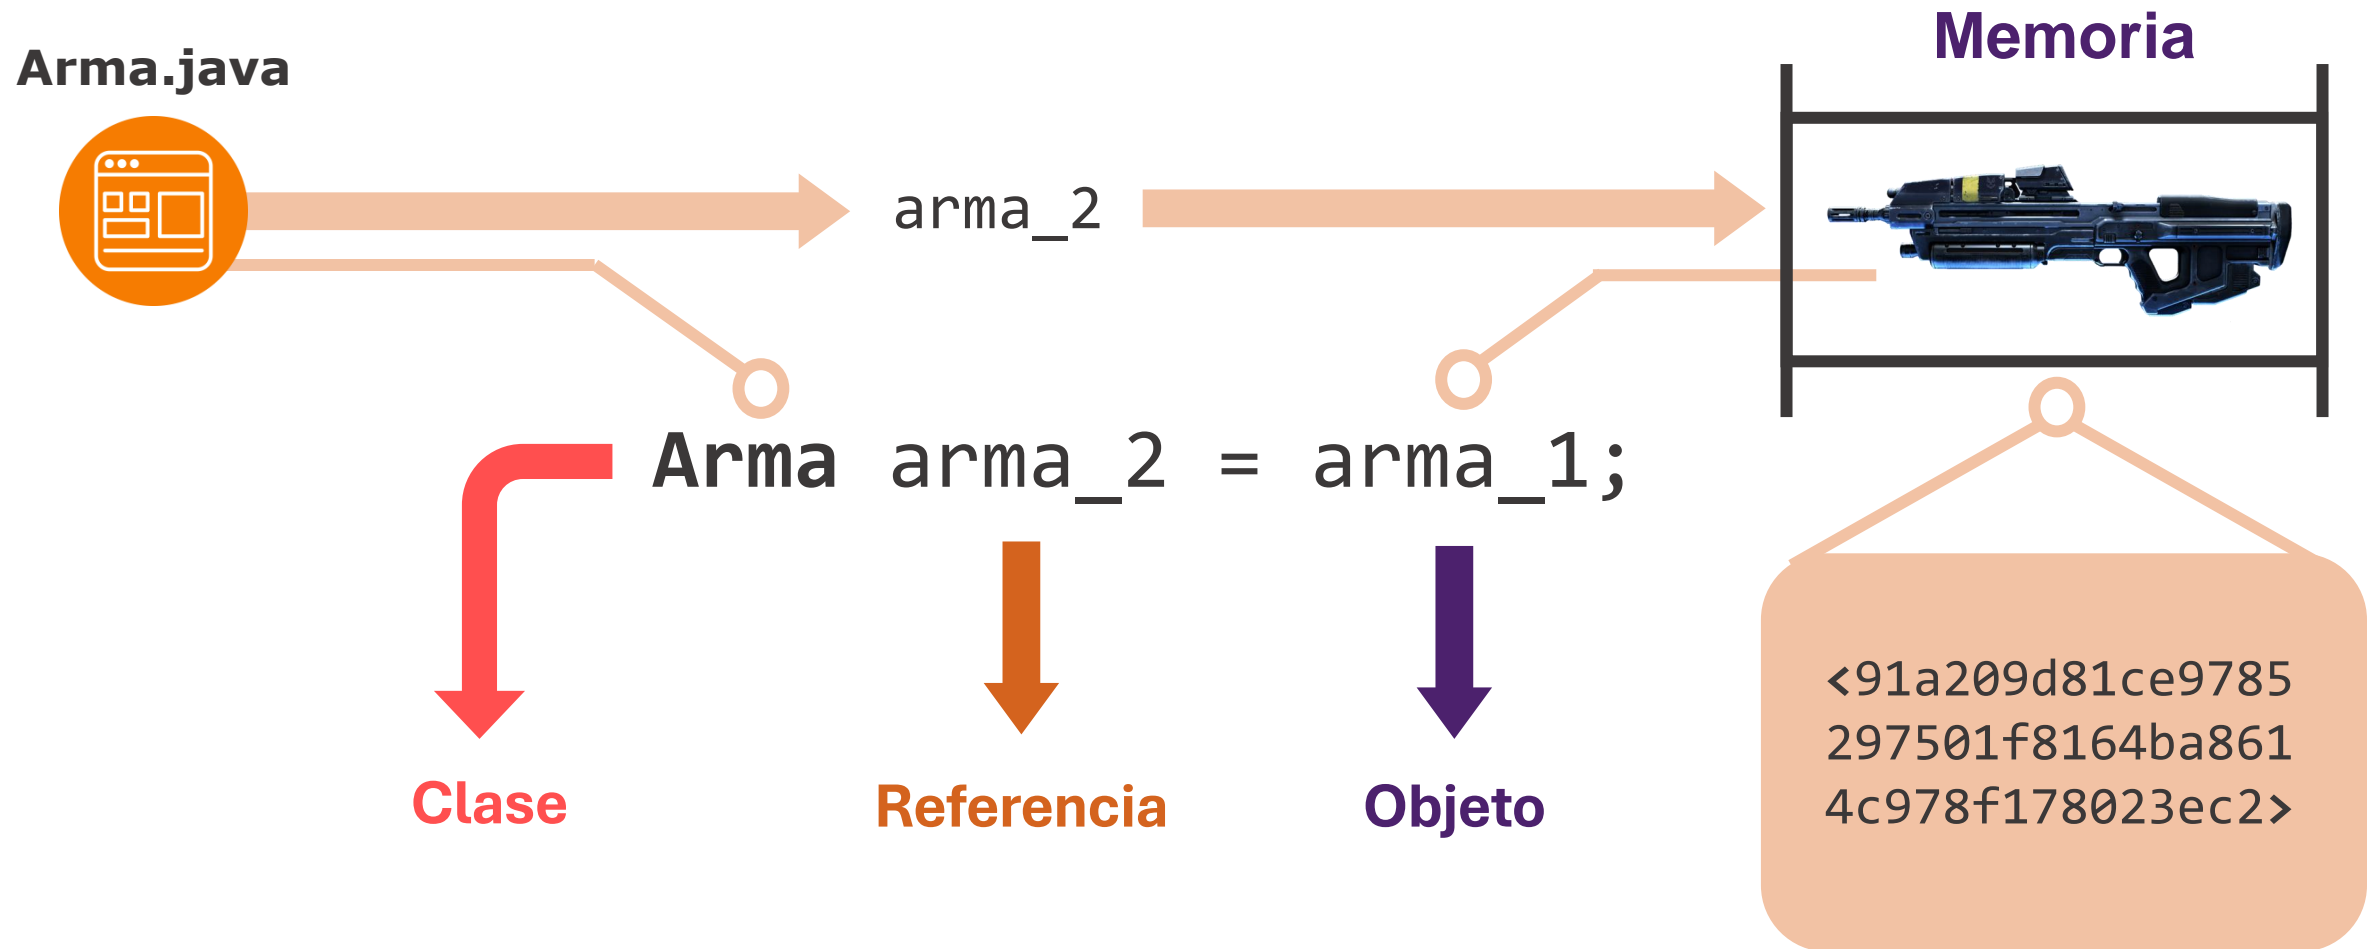 Memoria
Arma.java
arma_2
Arma arma_2 = arma_1;
<91a209d81ce9785
297501f8164ba861
4c978f178023ec2>
Clase
Referencia
Objeto